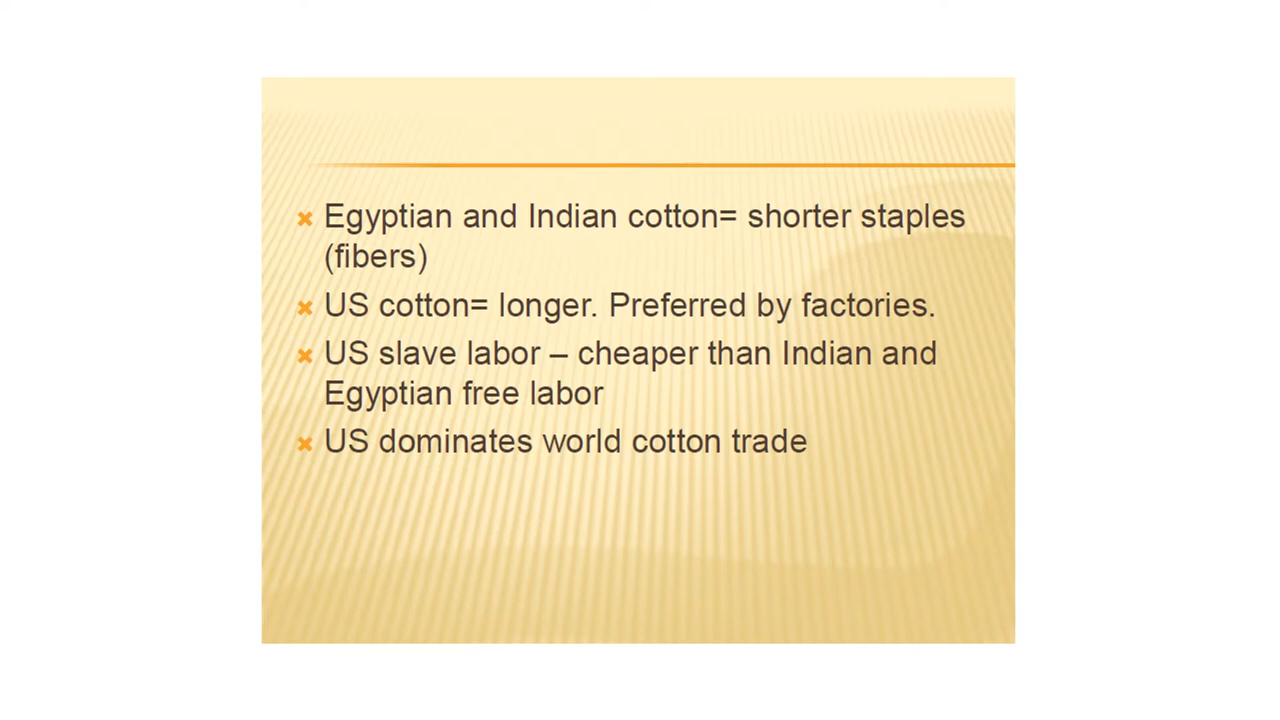 Egyptian and Indian cotton= shorter staples
(fibers)
US cotton= longer. Preferred by factories.
US slave labor – cheaper than Indian and
Egyptian free labor
US dominates world cotton trade